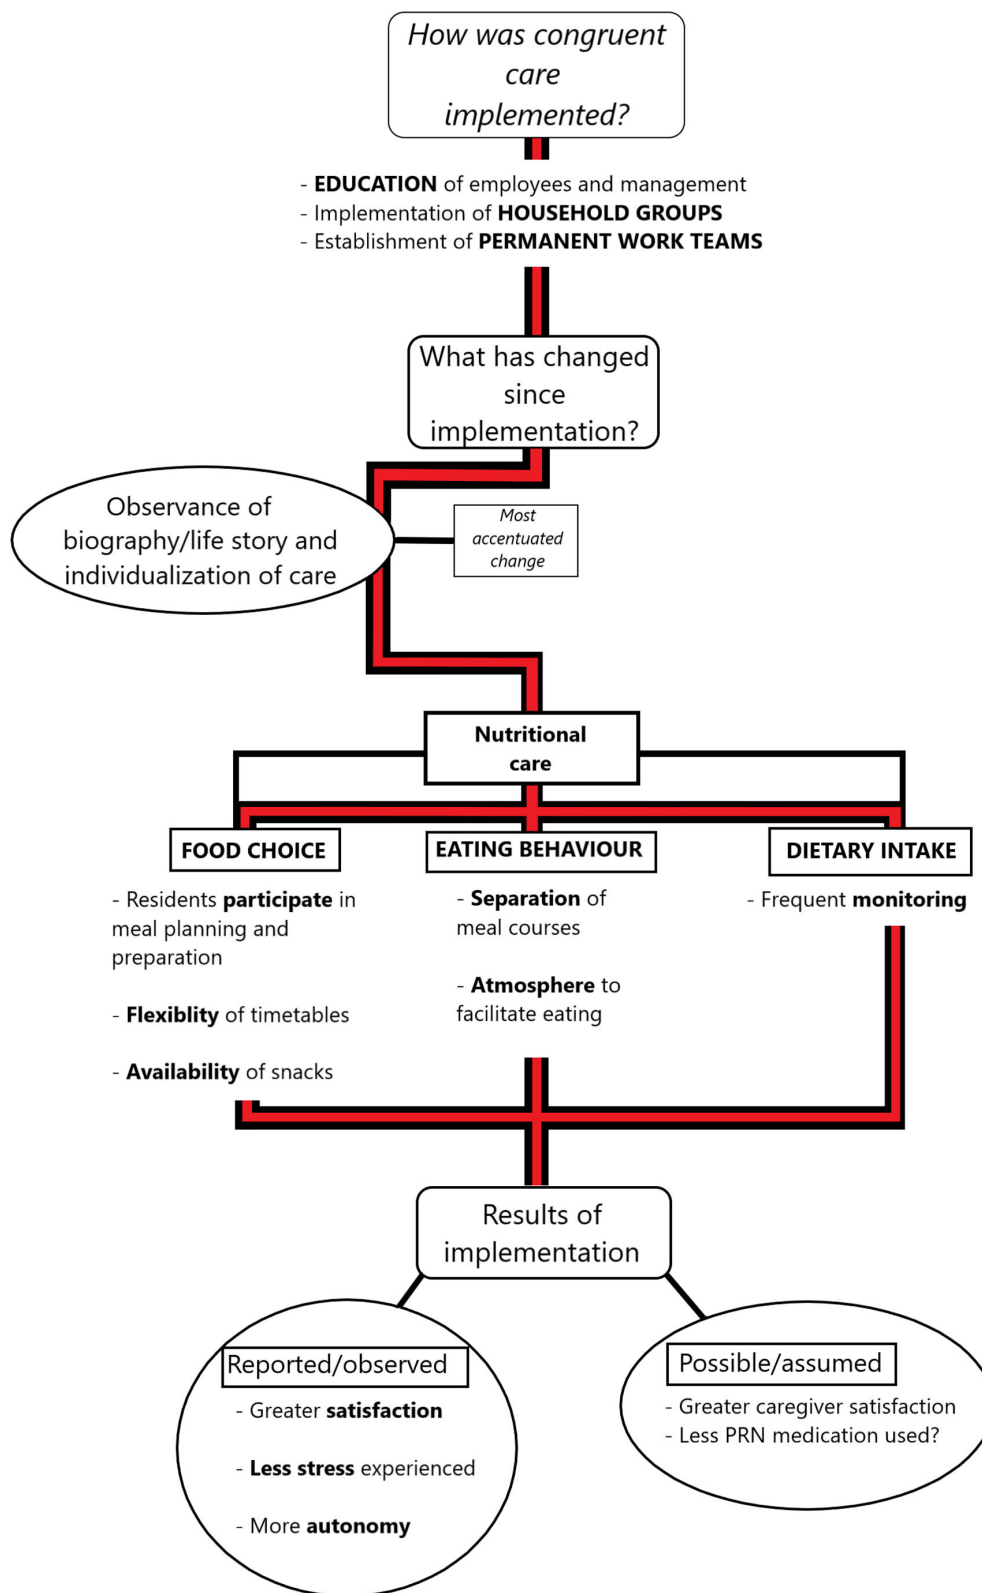 How was congruent
care
implemented?
- EDUCATION of employees and management
- Implementation of HOUSEHOLD GROUPS
- Establishment of PERMANENT WORK TEAMS
What has changed
since
implementation?
Observance of
biography/life story and
individualization of care
Most
accentuated
change
Nutritional
care
FOOD CHOICE
- Residents participate in
meal planning and
preparation
- Flexiblity of timetables
- Availability of snacks
EATING BEHAVIOUR
- Separation of
meal courses
- Atmosphere to
facilitate eating
DIETARY INTAKE
- Frequent monitoring
Results of
implementation
Reported/observed
- Greater satisfaction
- Less stress experienced
- More autonomy
Possible/assumed
- Greater caregiver satisfaction
- Less PRN medication used?